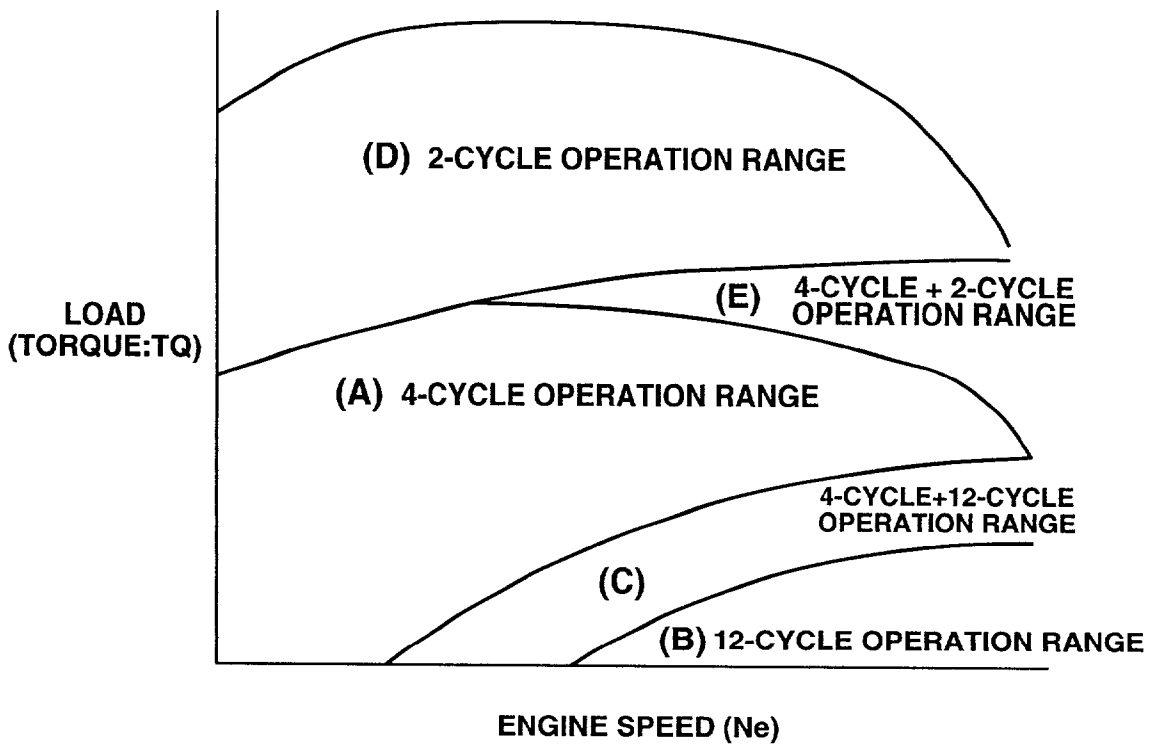 (D) 2-CYCLE OPERATION RANGE
(E) 4-CYCLE + 2-CYCLE
OPERATION RANGE
LOAD
(TORQUE:TQ)
(A) 4-CYCLE OPERATION RANGE
4-CYCLE+12-CYCLE
OPERATION RANGE
(C)
(B) 12-CYCLE OPERATION RANGE
ENGINE SPEED (Ne)